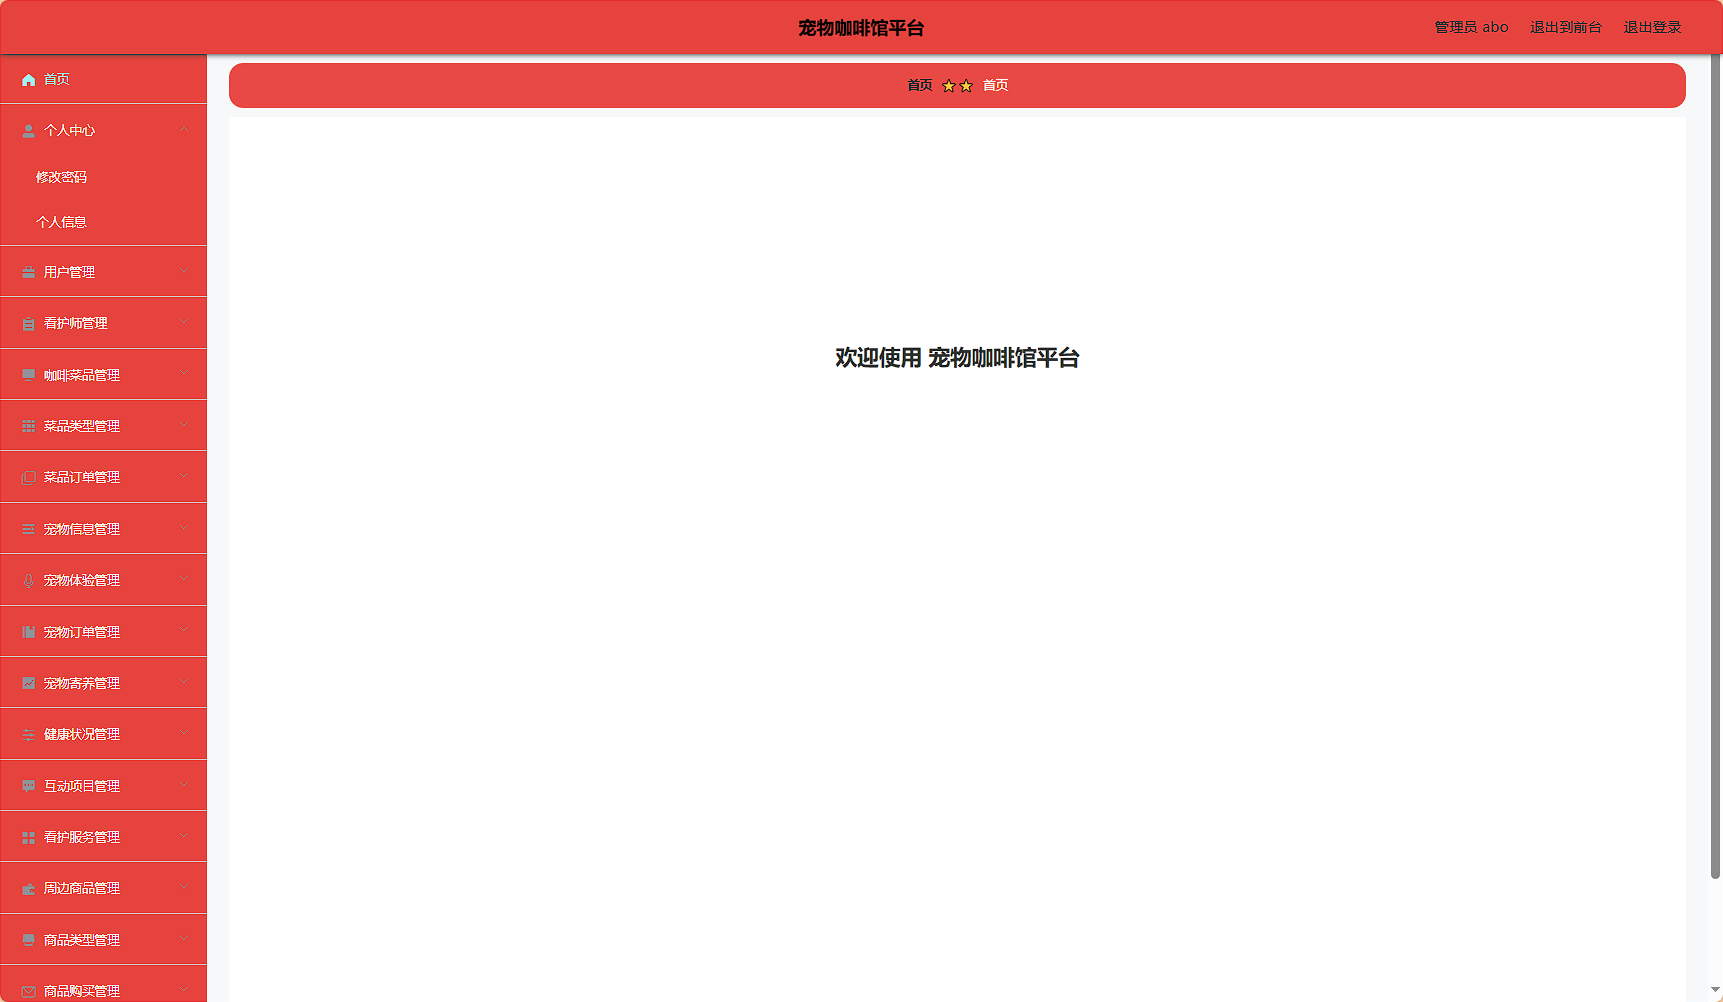 宠物咖啡馆平台
管理员 abo 退出到前台 退出登录
首页
个人中心
修改密码
个人信息
用户管理
看护师管理
咖啡菜品管理
菜品类型管理
菜品订单管理
宠物信息管理
宠物体验管理
宠物订单管理
宠物寄养管理
健康状况管理
互动项目管理
看护服务管理
周边商品管理
商品类型管理
商品购买管理
首页 首页
欢迎使用 宠物咖啡馆平台